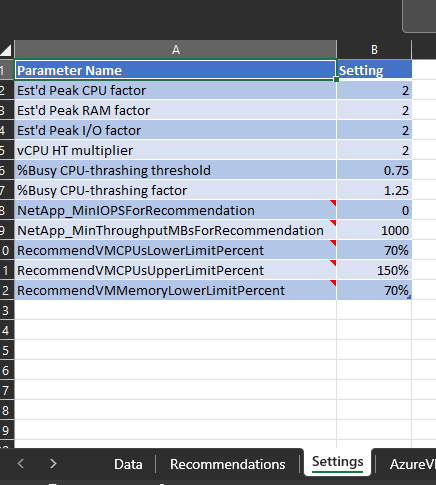 A B
1 Parameter Name Setting
2 Est'd Peak CPU factor 2
3 Est'd Peak RAM factor 2
4 Est'd Peak I/O factor 2
5 vCPU HT multiplier 2
6 %Busy CPU-thrashing threshold 0.75
7 %Busy CPU-thrashing factor 1.25
8 NetApp_MinIOPSForRecommendation 0
9 NetApp_MinThroughputMBsForRecommendation 1000
0 RecommendVMCPUsLowerLimitPercent 70%
1 RecommendVMCPUsUpperLimitPercent 150%
2 RecommendVMMemoryLowerLimitPercent 70%
3
4
5
6
7
8
9
Data Recommendations Settings AzureV